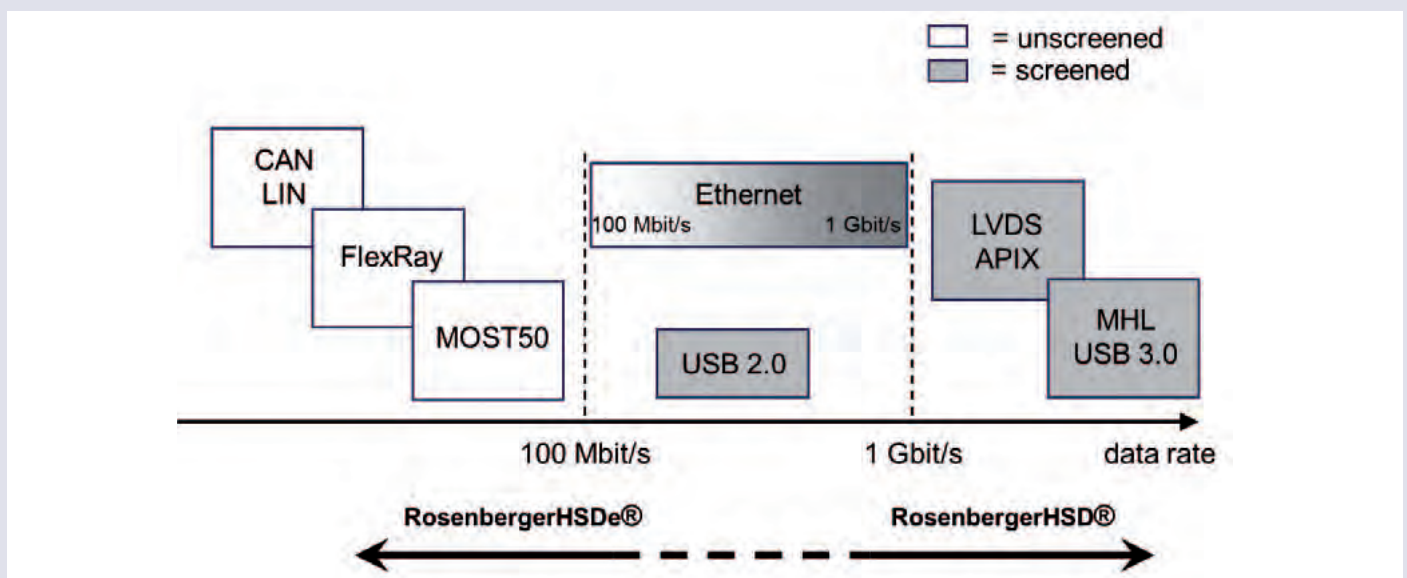 = unscreened
= screened
CAN
LIN
FlexRay
MOST50
Ethernet
100 Mbit/s
1 Gbit/s
USB 2.0
LVDS
APIX
MHL
USB 3.0
100 Mbit/s
1 Gbit/s
data rate
RosenbergerHSDe®
RosenbergerHSD®